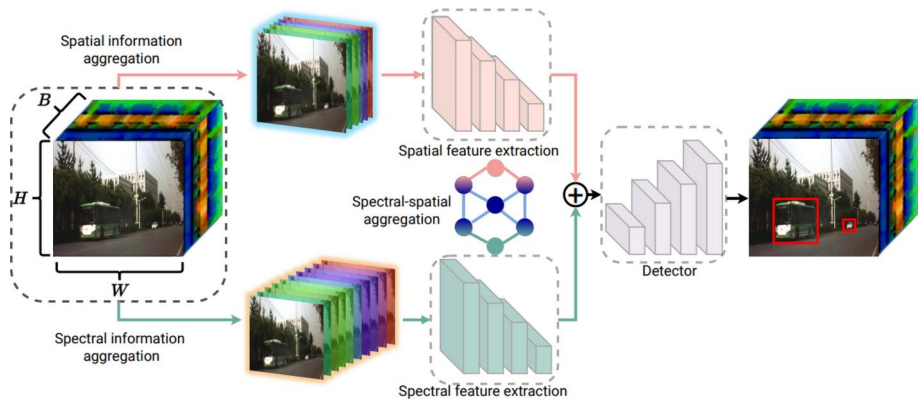 Spatial information
aggregation
B
H
W
Spatial feature extraction
Spectral-spatial
aggregation
Detector
Spectral information
aggregation
Spectral feature extraction